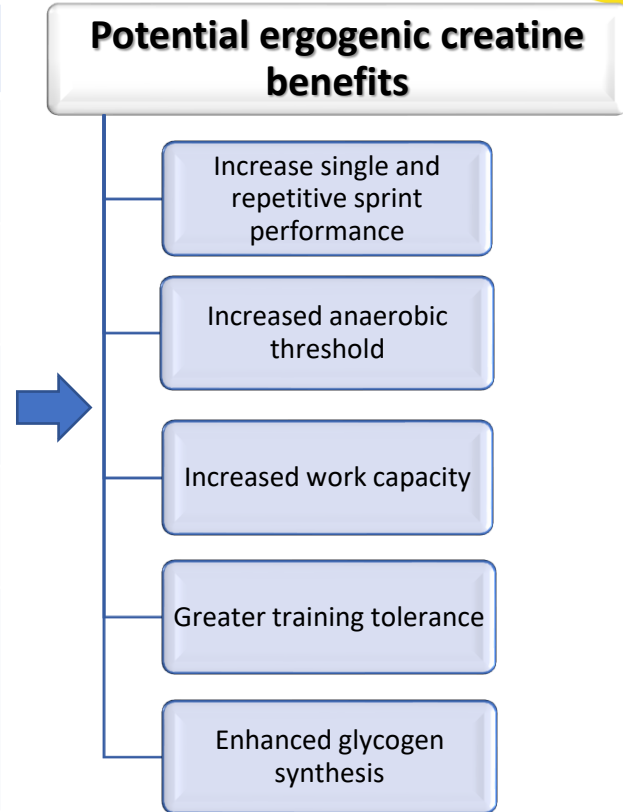 Potential ergogenic creatine
benefits
Increase single and
repetitive sprint
performance
Increased anaerobic
threshold
Increased work capacity
Greater training tolerance
Enhanced glycogen
synthesis